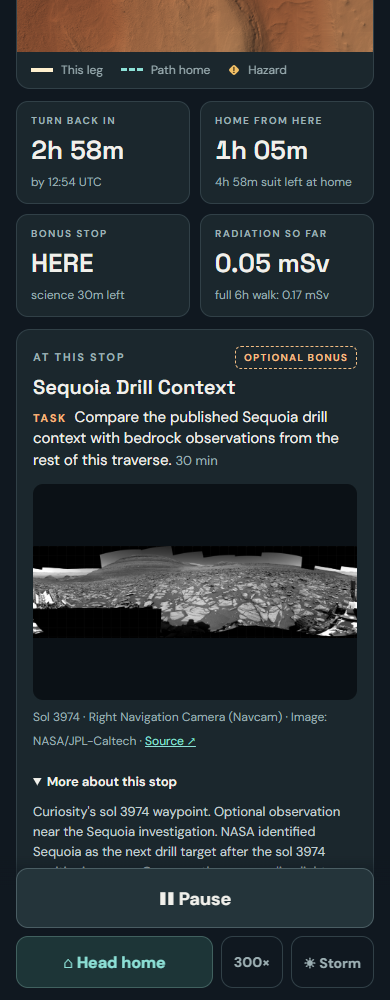 This leg Path home Hazard
TURN BACK IN
2h 58m
by 12:54 UTC
HOME FROM HERE
1h 05m
4h 58m suit left at home
BONUS STOP
HERE
science 30m left
RADIATION SO FAR
0.05 mSv
full 6h walk: 0.17 mSv
AT THIS STOP
OPTIONAL BONUS
Sequoia Drill Context
TASK Compare the published Sequoia drill
context with bedrock observations from the
rest of this traverse. 30 min
Sol 3974 · Right Navigation Camera (Navcam) · Image:
NASA/JPL-Caltech · Source ↗
▼ More about this stop
Curiosity's sol 3974 waypoint. Optional observation
near the Sequoia investigation. NASA identified
Sequoia as the next drill target after the sol 3974
Pause
⌂ Head home
300×
☀ Storm